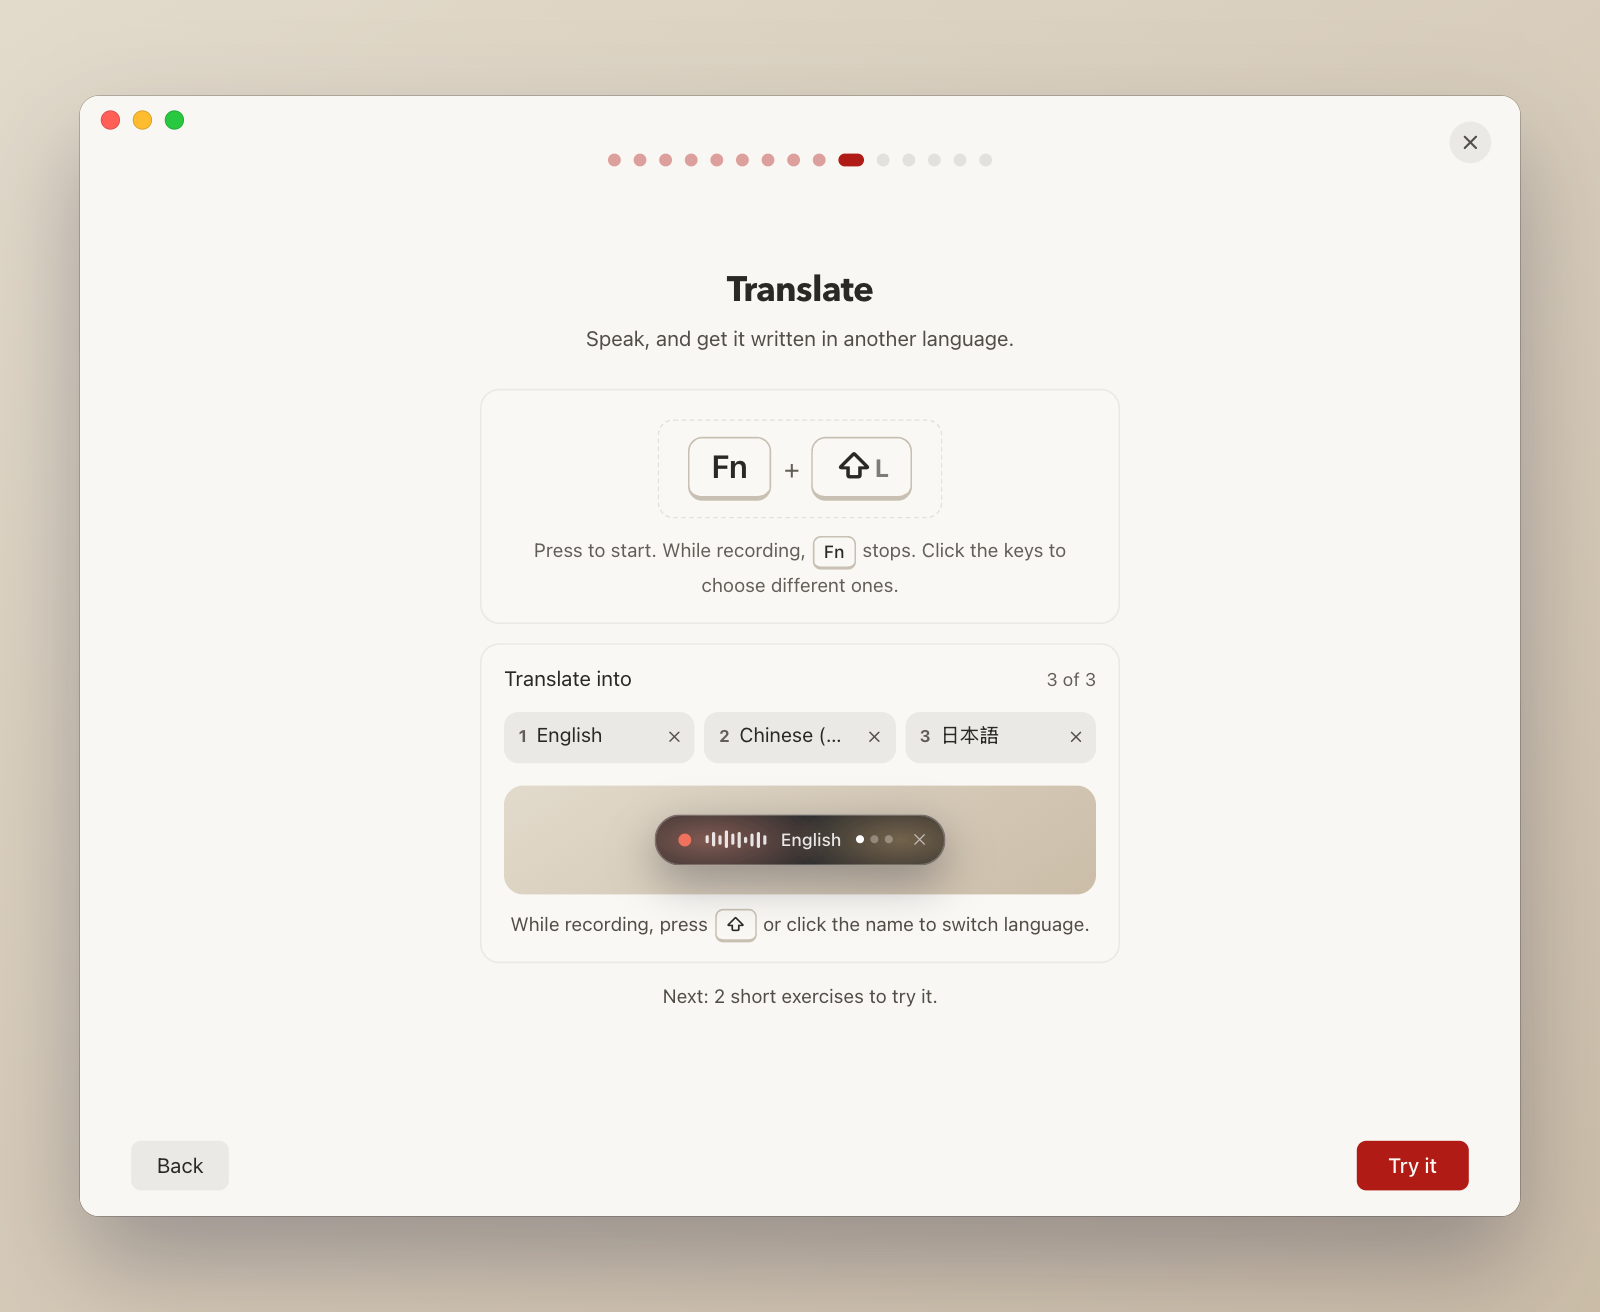 Translate
Speak, and get it written in another language.
Fn + L
Press to start. While recording, Fn stops. Click the keys to
choose different ones.
Translate into 3 of 3
1 English 2 Chinese (... 3 日本語
English
While recording, press or click the name to switch language.
Next: 2 short exercises to try it.
Back Try it